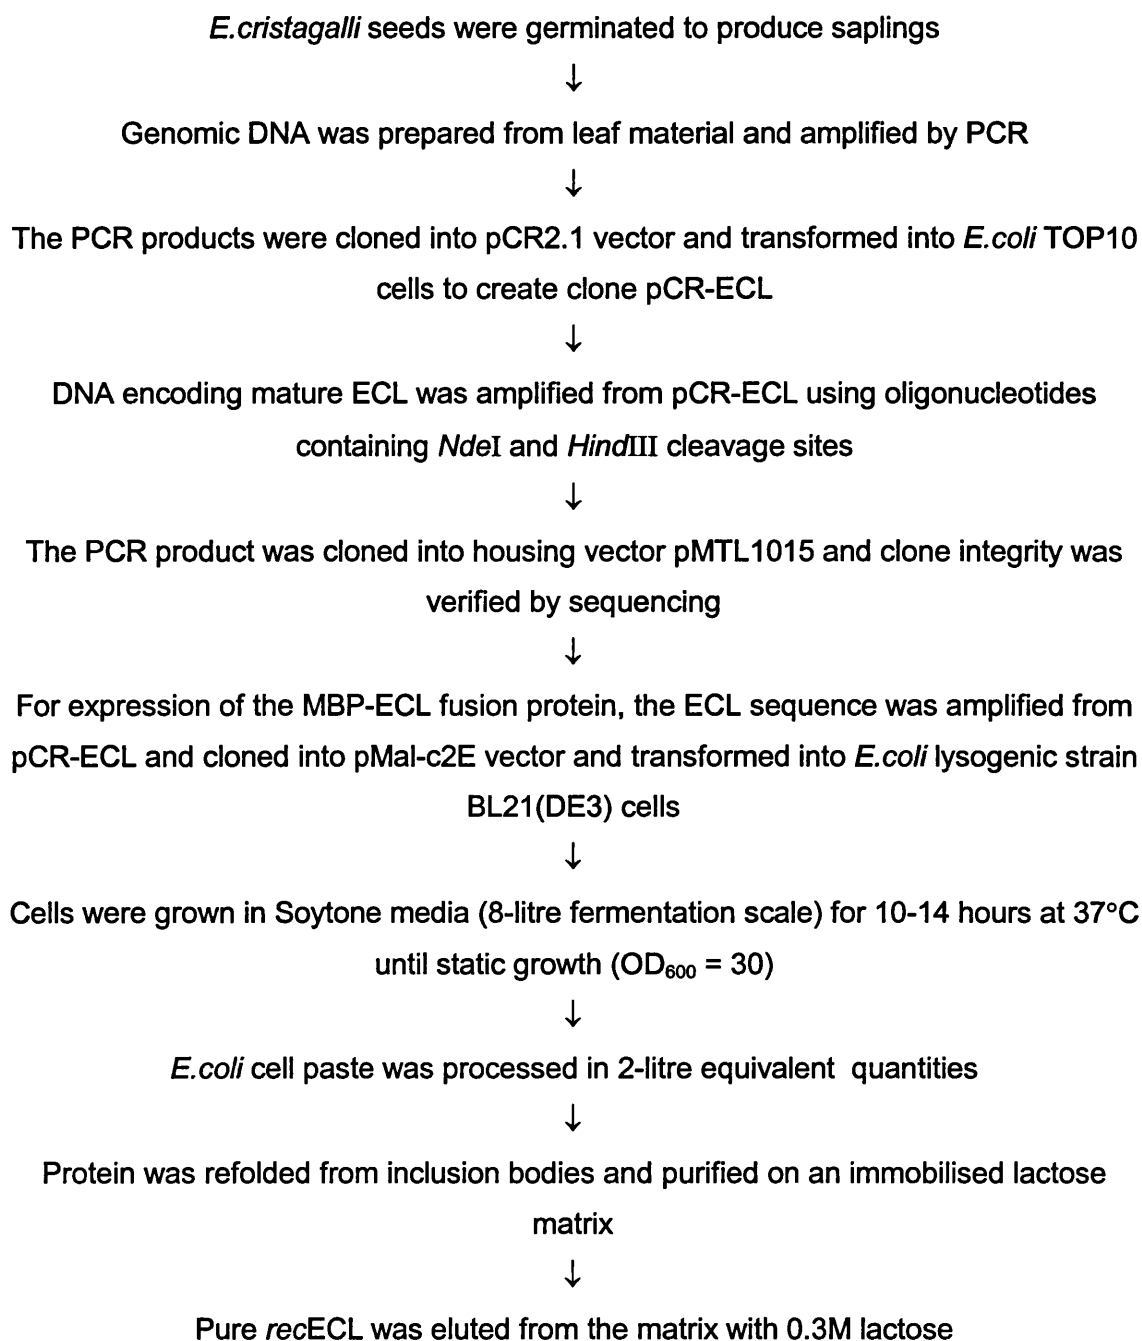 E.cristagalli seeds were germinated to produce saplings
↓
Genomic DNA was prepared from leaf material and amplified by PCR
↓
The PCR products were cloned into pCR2.1 vector and transformed into E.coli TOP10
cells to create clone pCR-ECL
↓
DNA encoding mature ECL was amplified from pCR-ECL using oligonucleotides
containing NdeI and HindIII cleavage sites
↓
The PCR product was cloned into housing vector pMTL1015 and clone integrity was
verified by sequencing
↓
For expression of the MBP-ECL fusion protein, the ECL sequence was amplified from
pCR-ECL and cloned into pMal-c2E vector and transformed into E.coli lysogenic strain
BL21(DE3) cells
↓
Cells were grown in Soytone media (8-litre fermentation scale) for 10-14 hours at 37°C
until static growth (OD₆₀₀ = 30)
↓
E.coli cell paste was processed in 2-litre equivalent quantities
↓
Protein was refolded from inclusion bodies and purified on an immobilised lactose
matrix
↓
Pure recECL was eluted from the matrix with 0.3M lactose